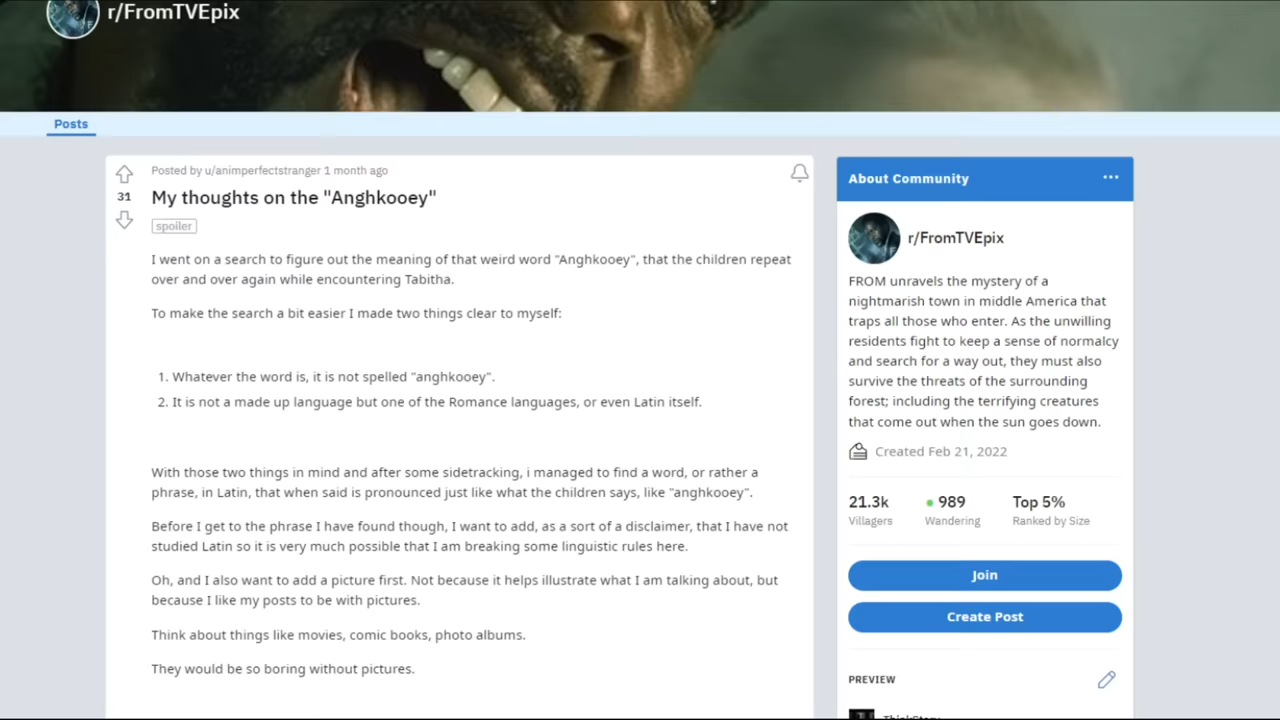 r/FromTVEpix
Posts
Posted by u/animperfectstranger 1 month ago
31
My thoughts on the "Anghkooey"
spoiler
I went on a search to figure out the meaning of that weird word "Anghkooey", that the children repeat
over and over again while encountering Tabitha.
To make the search a bit easier I made two things clear to myself:
1. Whatever the word is, it is not spelled "anghkooey".
2. It is not a made up language but one of the Romance languages, or even Latin itself.
With those two things in mind and after some sidetracking, i managed to find a word, or rather a
phrase, in Latin, that when said is pronounced just like what the children says, like "anghkooey".
Before I get to the phrase I have found though, I want to add, as a sort of a disclaimer, that I have not
studied Latin so it is very much possible that I am breaking some linguistic rules here.
Oh, and I also want to add a picture first. Not because it helps illustrate what I am talking about, but
because I like my posts to be with pictures.
Think about things like movies, comic books, photo albums.
They would be so boring without pictures.
About Community
r/FromTVEpix
FROM unravels the mystery of a
nightmarish town in middle America that
traps all those who enter. As the unwilling
residents fight to keep a sense of normalcy
and search for a way out, they must also
survive the threats of the surrounding
forest; including the terrifying creatures
that come out when the sun goes down.
Created Feb 21, 2022
21.3k 989 Top 5%
Villagers Wandering Ranked by Size
Join
Create Post
PREVIEW